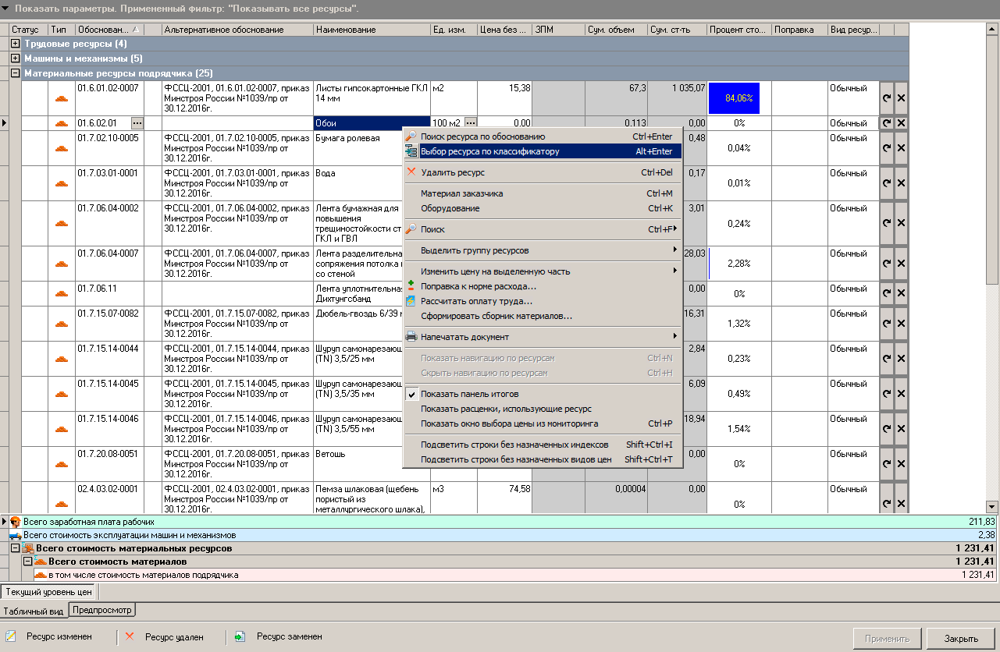 Показать параметры. Примененный фильтр: "Показывать все ресурсы".
Статус Тип Обоснован... Альтернативное обоснование Наименование Ед. изм. Цена без ... ЗПМ Сум. объем Сум. ст-ть Процент сто... Поправка Вид ресур...
Трудовые ресурсы (4)
Машины и механизмы (5)
Материальные ресурсы подрядчика (25)
01.6.01.02-0007 ФССЦ-2001, 01.6.01.02-0007, приказ Минстроя России №1039/пр от 30.12.2016г. Листы гипсокартонные ГКЛ 14 мм м2 15,38 67,3 1 035,07 84,06% Обычный
01.6.02.01 ... Обои 100 м2 ... 0,00 0,113 0,00 0% Обычный
01.7.02.10-0005 ФССЦ-2001, 01.7.02.10-0005, приказ Минстроя России №1039/пр от 30.12.2016г. Бумага ролевая 0,48 0,04% Обычный
01.7.03.01-0001 ФССЦ-2001, 01.7.03.01-0001, приказ Минстроя России №1039/пр от 30.12.2016г. Вода 0,17 0,01% Обычный
01.7.06.04-0002 ФССЦ-2001, 01.7.06.04-0002, приказ Минстроя России №1039/пр от 30.12.2016г. Лента бумажная для повышения трещиностойкости ст ГКЛ и ГВЛ 3,01 0,24% Обычный
01.7.06.04-0007 ФССЦ-2001, 01.7.06.04-0007, приказ Минстроя России №1039/пр от 30.12.2016г. Лента разделительна сопряжения потолка со стеной 28,03 2,28% Обычный
01.7.06.11 Лента уплотнительна Дихтунгсбанд 0,00 0% Обычный
01.7.15.07-0082 ФССЦ-2001, 01.7.15.07-0082, приказ Минстроя России №1039/пр от 30.12.2016г. Дюбель-гвоздь 6/39 16,31 1,32% Обычный
01.7.15.14-0044 ФССЦ-2001, 01.7.15.14-0044, приказ Минстроя России №1039/пр от 30.12.2016г. Шуруп самонарезающ (TN) 3,5/25 мм 2,84 0,23% Обычный
01.7.15.14-0045 ФССЦ-2001, 01.7.15.14-0045, приказ Минстроя России №1039/пр от 30.12.2016г. Шуруп самонарезающ (TN) 3,5/35 мм 6,09 0,49% Обычный
01.7.15.14-0046 ФССЦ-2001, 01.7.15.14-0046, приказ Минстроя России №1039/пр от 30.12.2016г. Шуруп самонарезающ (TN) 3,5/55 мм 18,94 1,54% Обычный
01.7.20.08-0051 ФССЦ-2001, 01.7.20.08-0051, приказ Минстроя России №1039/пр от 30.12.2016г. Ветошь 0,00 0% Обычный
02.4.03.02-0001 ФССЦ-2001, 02.4.03.02-0001, приказ Минстроя России №1039/пр от 30.12.2016г. Пемза шлаковая (щебень пористый из металлургического шлака), м3 74,58 0,00004 0,00 0% Обычный
Поиск ресурса по обоснованию Ctrl+Enter
Выбор ресурса по классификатору Alt+Enter
Удалить ресурс Ctrl+Del
Материал заказчика Ctrl+M
Оборудование Ctrl+K
Поиск Ctrl+F
Выделить группу ресурсов
Изменить цену на выделенную часть
Поправка к норме расхода...
Рассчитать оплату труда...
Сформировать сборник материалов...
Напечатать документ
Показать навигацию по ресурсам Ctrl+N
Скрыть навигацию по ресурсам Ctrl+H
Показать панель итогов
Показать расценки, использующие ресурс
Показать окно выбора цены из мониторинга Ctrl+P
Подсветить строки без назначенных индексов Shift+Ctrl+I
Подсветить строки без назначенных видов цен Shift+Ctrl+T
Всего заработная плата рабочих 211,83
Всего стоимость эксплуатации машин и механизмов 2,38
Всего стоимость материальных ресурсов 1 231,41
Всего стоимость материалов 1 231,41
в том числе стоимость материалов подрядчика 1 231,41
Текущий уровень цен
Табличный вид Предпросмотр
Ресурс изменен Ресурс удален Ресурс заменен Применить Закрыть